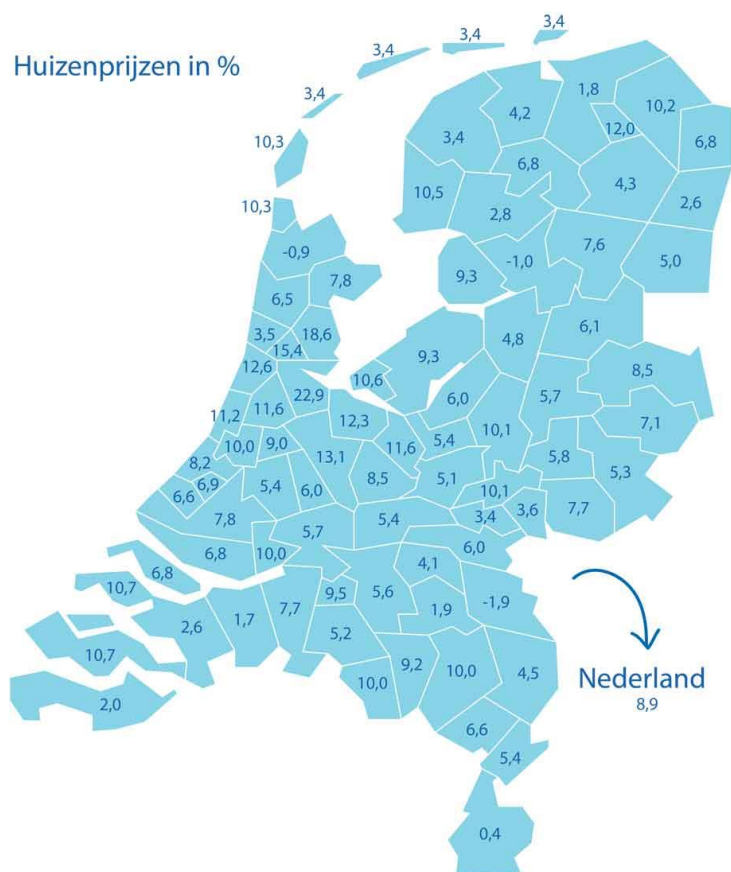 3,4
3,4 3,4
Huizenprijzen in %
3,4
1,8
4,2 10,2
12,0
10,3 3,4 6,8
6,8
4,3
10,5
10,3 2,8 2,6
-0,9 7,6
-1,0 5,0
7,8 9,3
6,5
6,1
3,5 18,6 4,8
15,4 9,3
12,6 8,5
10,6
22,9 6,0 5,7
11,2 11,6 12,3 7,1
10,0 9,0 11,6 5,4 10,1
8,2 13,1 5,8
6,9 8,5 5,1 5,3
6,6 5,4 6,0 10,1
7,8 5,4 3,4 3,6 7,7
5,7
6,8 10,0 6,0
6,8 4,1
10,7 7,7 9,5 5,6
2,6 1,7 1,9 -1,9
5,2
10,7 9,2 10,0 4,5
10,0 Nederland
2,0 8,9
6,6
5,4
0,4